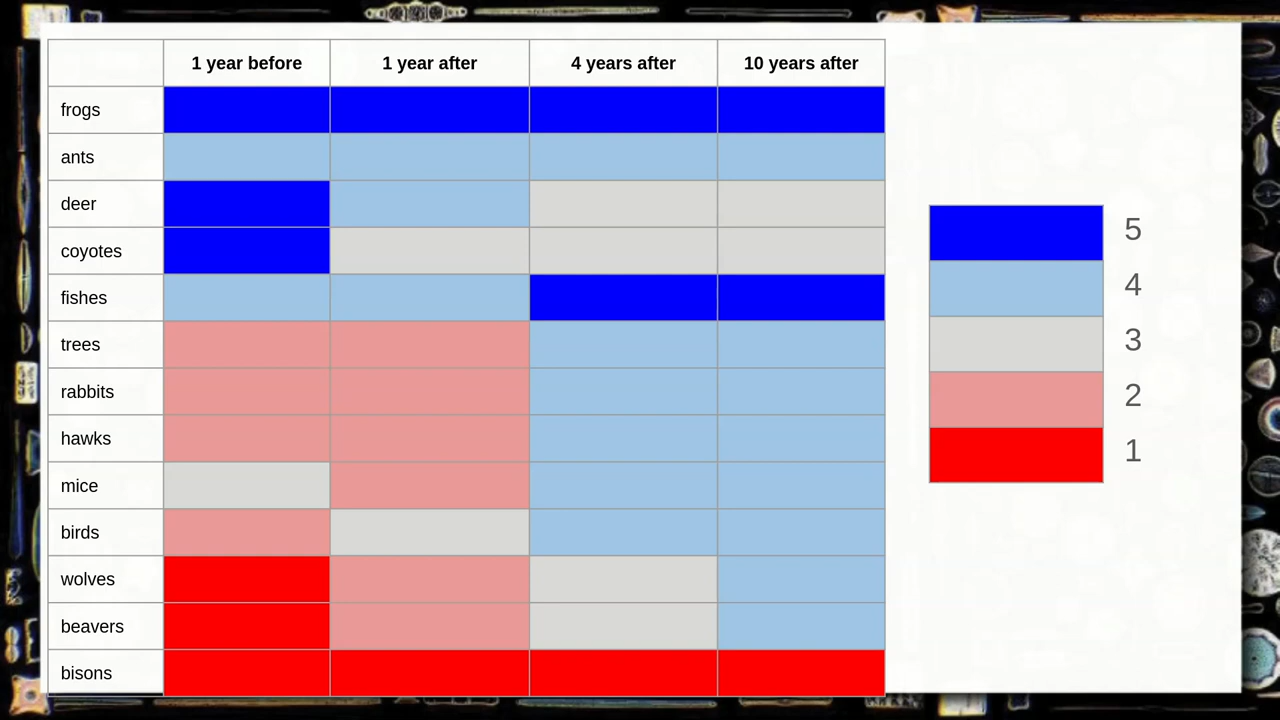 1 year before 1 year after 4 years after 10 years after
frogs
ants
deer
coyotes
fishes
trees
rabbits
hawks
mice
birds
wolves
beavers
bisons
5
4
3
2
1